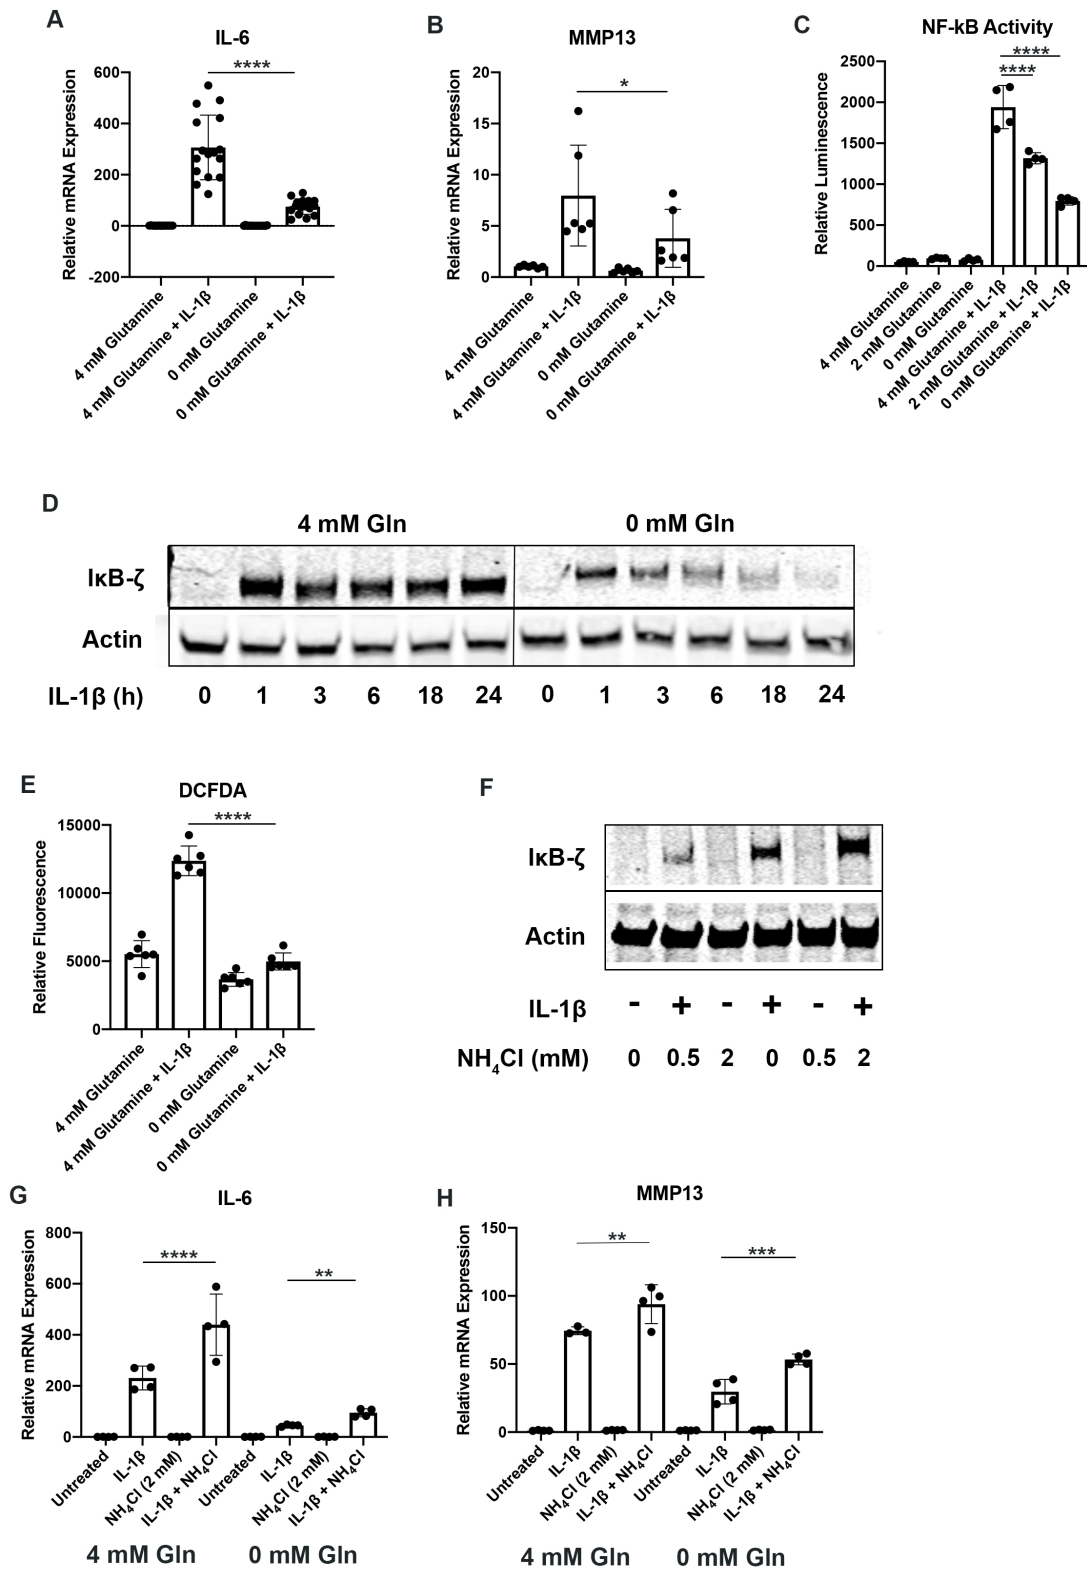 A
IL-6
****
Relative mRNA Expression
600
400
200
0
-200
4 mM Glutamine
4 mM Glutamine + IL-1β
0 mM Glutamine
0 mM Glutamine + IL-1β
B
MMP13
*
Relative mRNA Expression
20
15
10
5
0
4 mM Glutamine
4 mM Glutamine + IL-1β
0 mM Glutamine
0 mM Glutamine + IL-1β
C
NF-kB Activity
****
****
Relative Luminescence
2500
2000
1500
1000
500
0
4 mM Glutamine
2 mM Glutamine
0 mM Glutamine
4 mM Glutamine + IL-1β
2 mM Glutamine + IL-1β
0 mM Glutamine + IL-1β
D
4 mM Gln 0 mM Gln
IκB-ζ
Actin
IL-1β (h) 0 1 3 6 18 24 0 1 3 6 18 24
E
DCFDA
****
Relative Fluorescence
15000
10000
5000
0
4 mM Glutamine
4 mM Glutamine + IL-1β
0 mM Glutamine
0 mM Glutamine + IL-1β
F
IκB-ζ
Actin
IL-1β - + - + - +
NH₄Cl (mM) 0 0.5 2 0 0.5 2
G
IL-6
****
**
Relative mRNA Expression
800
600
400
200
0
Untreated
IL-1β
NH₄Cl (2 mM)
IL-1β + NH₄Cl
Untreated
IL-1β
NH₄Cl (2 mM)
IL-1β + NH₄Cl
4 mM Gln 0 mM Gln
H
MMP13
**
***
Relative mRNA Expression
150
100
50
0
Untreated
IL-1β
NH₄Cl (2 mM)
IL-1β + NH₄Cl
Untreated
IL-1β
NH₄Cl (2 mM)
IL-1β + NH₄Cl
4 mM Gln 0 mM Gln